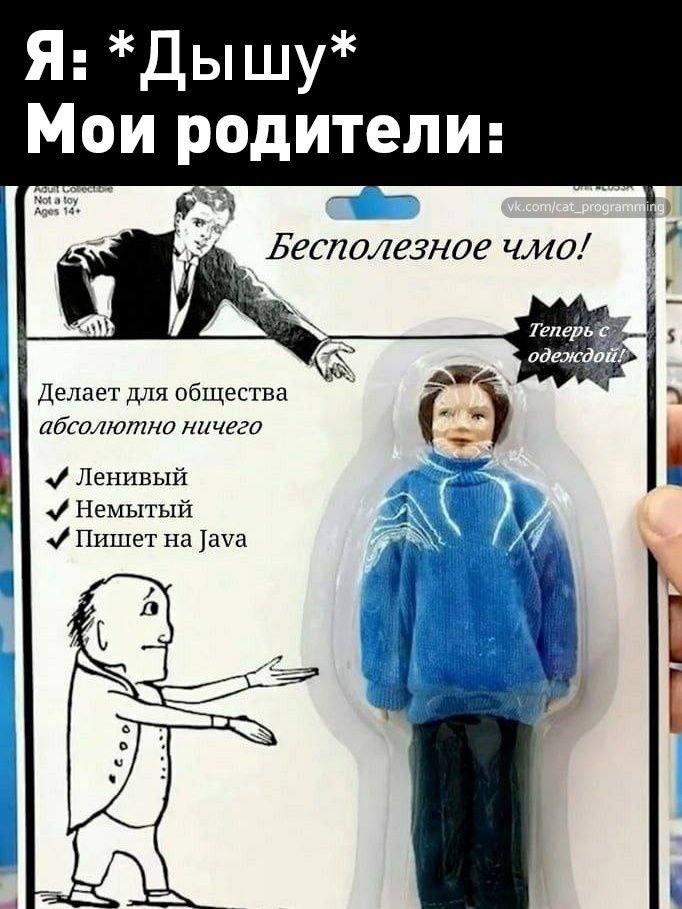 Я: *Дышу*
Мои родители:
Adult Collectible
Not a toy
Ages 14+
vk.com/cat_programming
Бесполезное чмо!
Теперь с
одеждой!
Делает для общества
абсолютно ничего
✓ Ленивый
✓ Немытый
✓ Пишет на Java